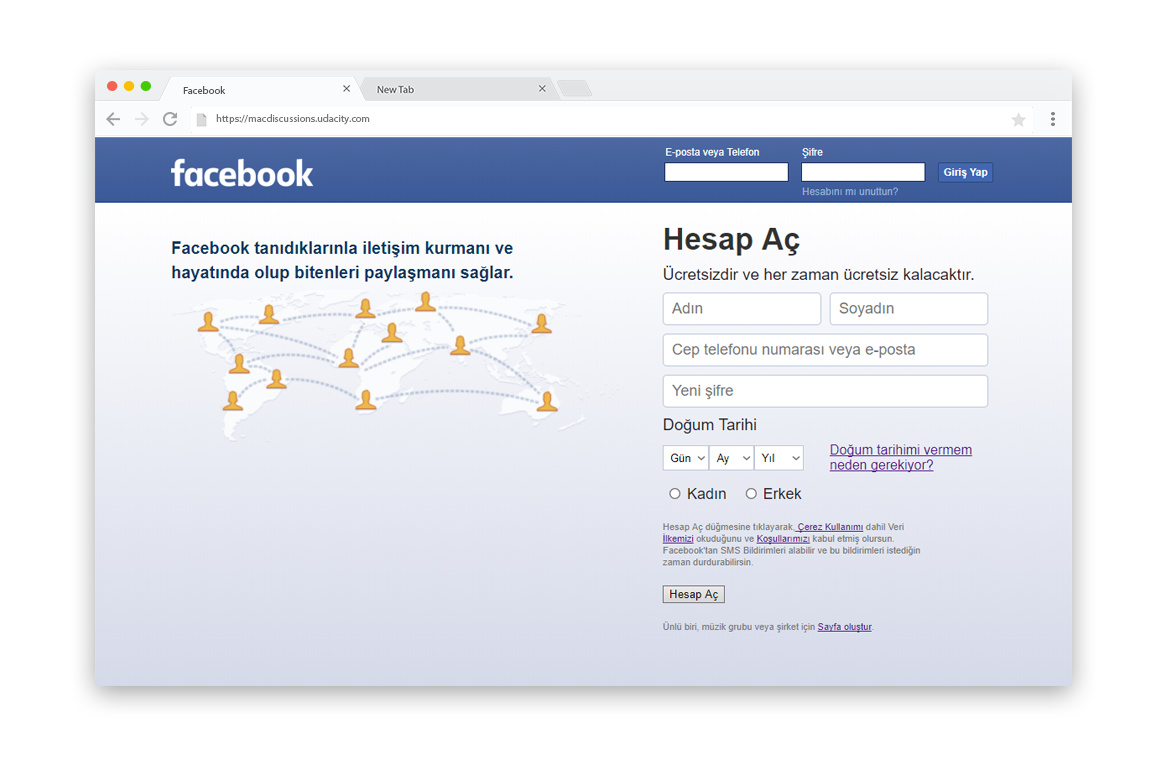 Facebook
New Tab
https://macdiscussions.udacity.com
facebook
E-posta veya Telefon
Şifre
Giriş Yap
Hesabını mı unuttun?
Facebook tanıdıklarınla iletişim kurmanı ve
hayatında olup bitenleri paylaşmanı sağlar.
Hesap Aç
Ücretsizdir ve her zaman ücretsiz kalacaktır.
Adın
Soyadın
Cep telefonu numarası veya e-posta
Yeni şifre
Doğum Tarihi
Gün
Ay
Yıl
Doğum tarihimi vermem
neden gerekiyor?
Kadın
Erkek
Hesap Aç düğmesine tıklayarak, Çerez Kullanımı dahil Veri
İlkemizi okuduğunu ve Koşullarımızı kabul etmiş olursun.
Facebook'tan SMS Bildirimleri alabilir ve bu bildirimleri istediğin
zaman durdurabilirsin.
Hesap Aç
Ünlü biri, müzik grubu veya şirket için Sayfa oluştur.